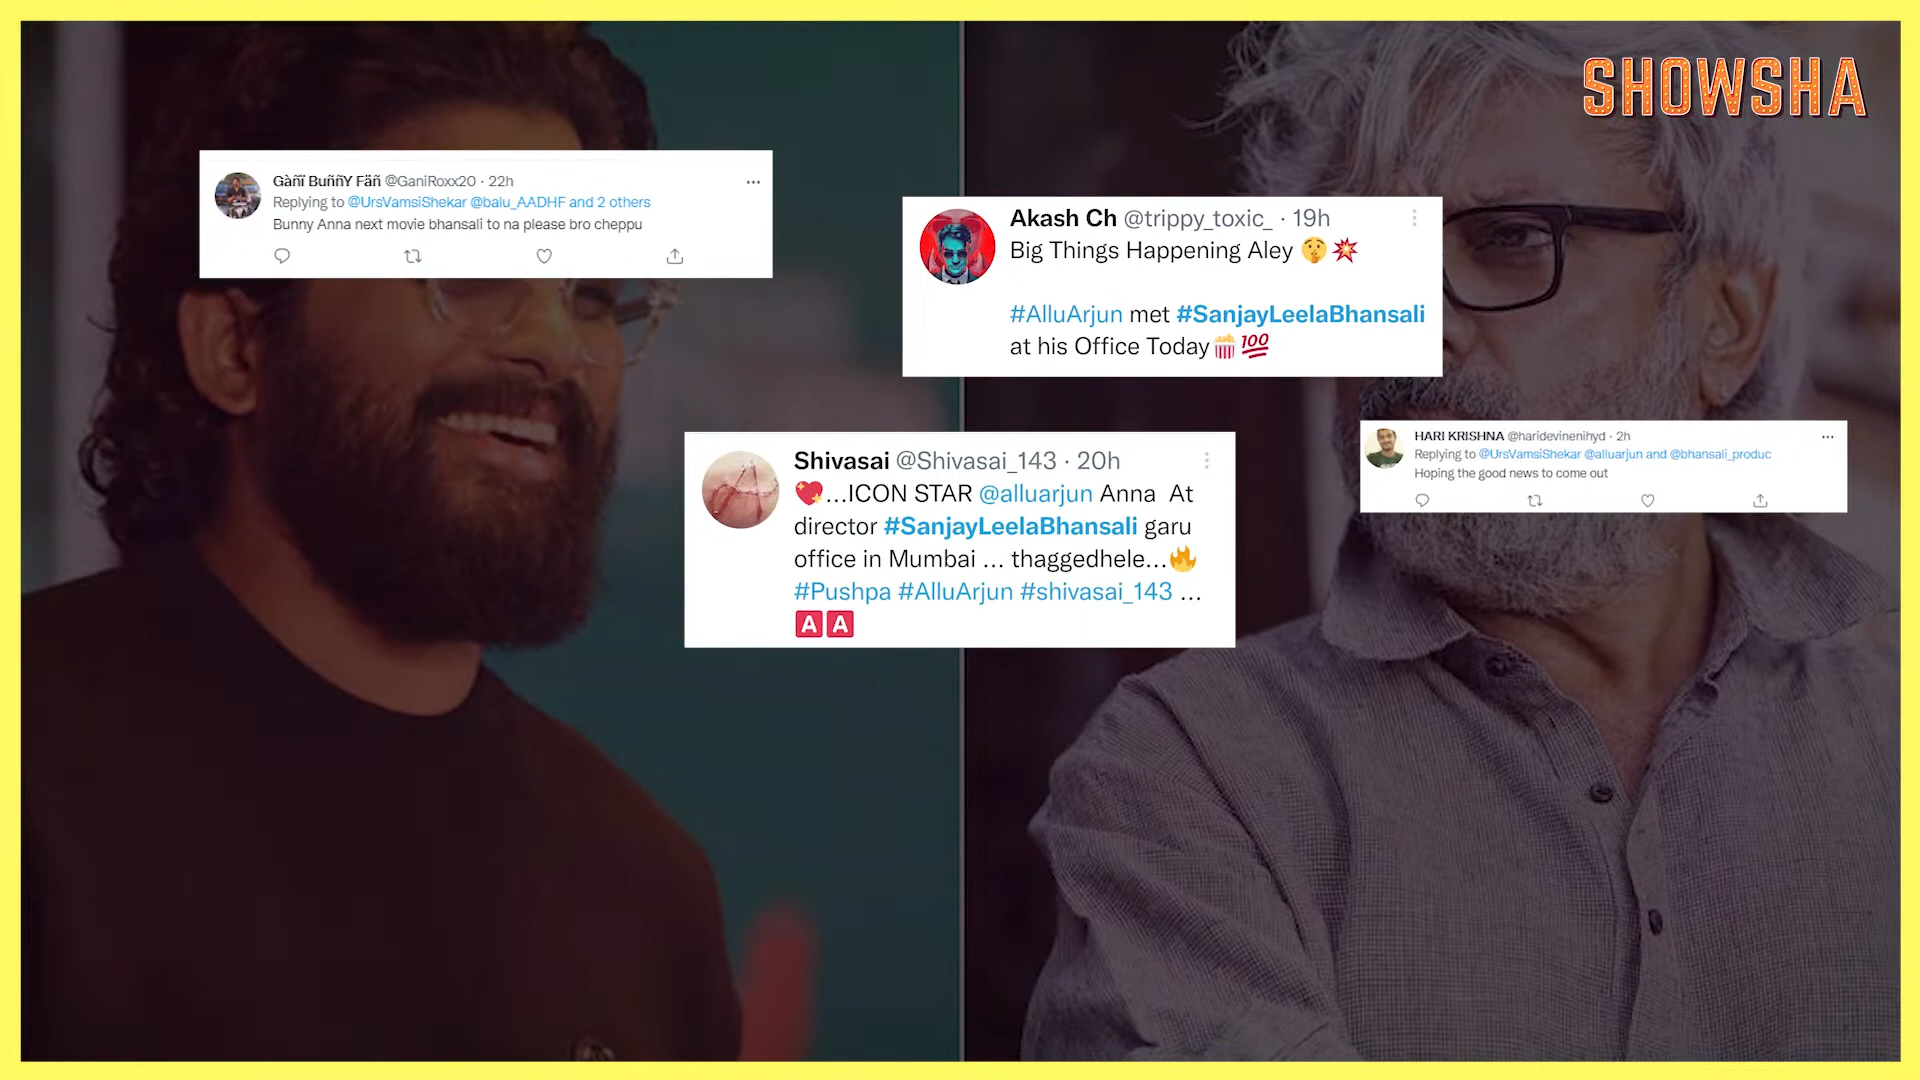 SHOWSHA
Gàñï BuññY Fäñ @GaniRoxx20 · 22h
Replying to @UrsVamsiShekar @balu_AADHF and 2 others
Bunny Anna next movie bhansali to na please bro cheppu
Akash Ch @trippy_toxic_ · 19h
Big Things Happening Aley 🤫💥
#AlluArjun met #SanjayLeelaBhansali
at his Office Today🍿💯
HARI KRISHNA @haridevinenihyd · 2h
Replying to @UrsVamsiShekar @alluarjun and @bhansali_produc
Hoping the good news to come out
Shivasai @Shivasai_143 · 20h
💖...ICON STAR @alluarjun Anna At
director #SanjayLeelaBhansali garu
office in Mumbai ... thaggedhele...🔥
#Pushpa #AlluArjun #shivasai_143 ...
🅰🅰